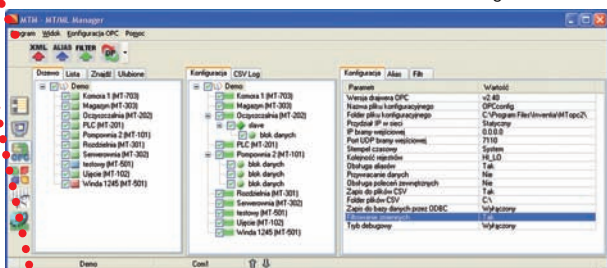 MTM - MT/ML Manager
Program Widok Konfiguracja OPC Pomoc
XML ALIAS FILTER
Drzewo Lista Znajdź Ulubione
Demo
Komora 1 (MT-703)
Magazyn (MT-303)
Oczyszczalnia (MT-202)
PLC (MT-201)
Pompownia 2 (MT-101)
Rozdzielnia (MT-301)
Serwerownia (MT-302)
testowy (MT-501)
Ujęcie (MT-102)
Winda 1245 (MT-501)
Konfiguracja CSV Log
Demo
Komora 1 (MT-703)
Magazyn (MT-303)
Oczyszczalnia (MT-202)
slave
blok danych
PLC (MT-201)
Pompownia 2 (MT-101)
blok danych
blok danych
blok danych
Rozdzielnia (MT-301)
Serwerownia (MT-302)
testowy (MT-501)
Ujęcie (MT-102)
Winda 1245 (MT-501)
Konfiguracja Alias Filtr
Parametr Wartość
Wersja drajwera OPC v2.40
Nazwa pliku konfiguracyjnego OPCconfig
Folder pliku konfiguracyjnego C:\Program Files\Inventia\MTopc2\
Przydział IP w sieci Statyczny
IP bramy wejściowej 0.0.0.0
Port UDP bramy wejściowej 7110
Stempel czasowy System
Kolejność rejestrów HI_LO
Obsługa aliasów Tak
Przywracanie danych Nie
Obsługa poleceń zewnętrznych Nie
Zapis do plików CSV Tak
Folder plików CSV C:\
Zapis do bazy danych przez ODBC Wyłączony
Filtrowanie zmiennych Tak
Tryb debugowy Wyłączony
Demo Com1